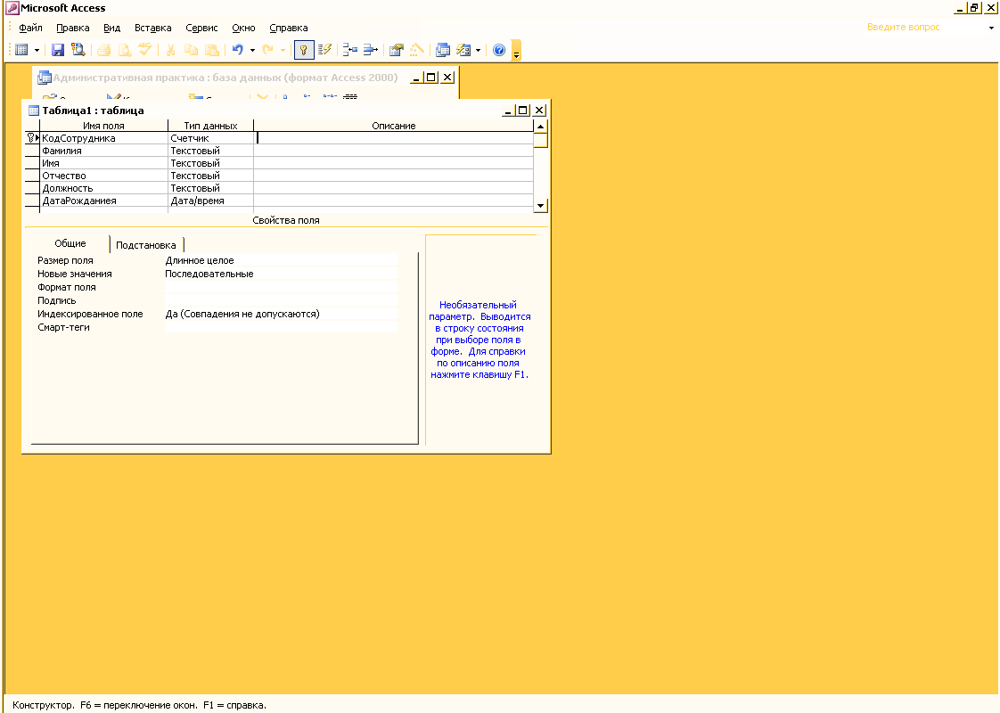 Microsoft Access
Файл Правка Вид Вставка Сервис Окно Справка Введите вопрос
Административная практика : база данных (формат Access 2000)
Таблица1 : таблица
Имя поля Тип данных Описание
КодСотрудника Счетчик
Фамилия Текстовый
Имя Текстовый
Отчество Текстовый
Должность Текстовый
ДатаРожданиея Дата/время
Свойства поля
Общие Подстановка
Размер поля Длинное целое
Новые значения Последовательные
Формат поля
Подпись
Индексированное поле Да (Совпадения не допускаются)
Смарт-теги
Необязательный
параметр. Выводится
в строку состояния
при выборе поля в
форме. Для справки
по описанию поля
нажмите клавишу F1.
Конструктор. F6 = переключение окон. F1 = справка.